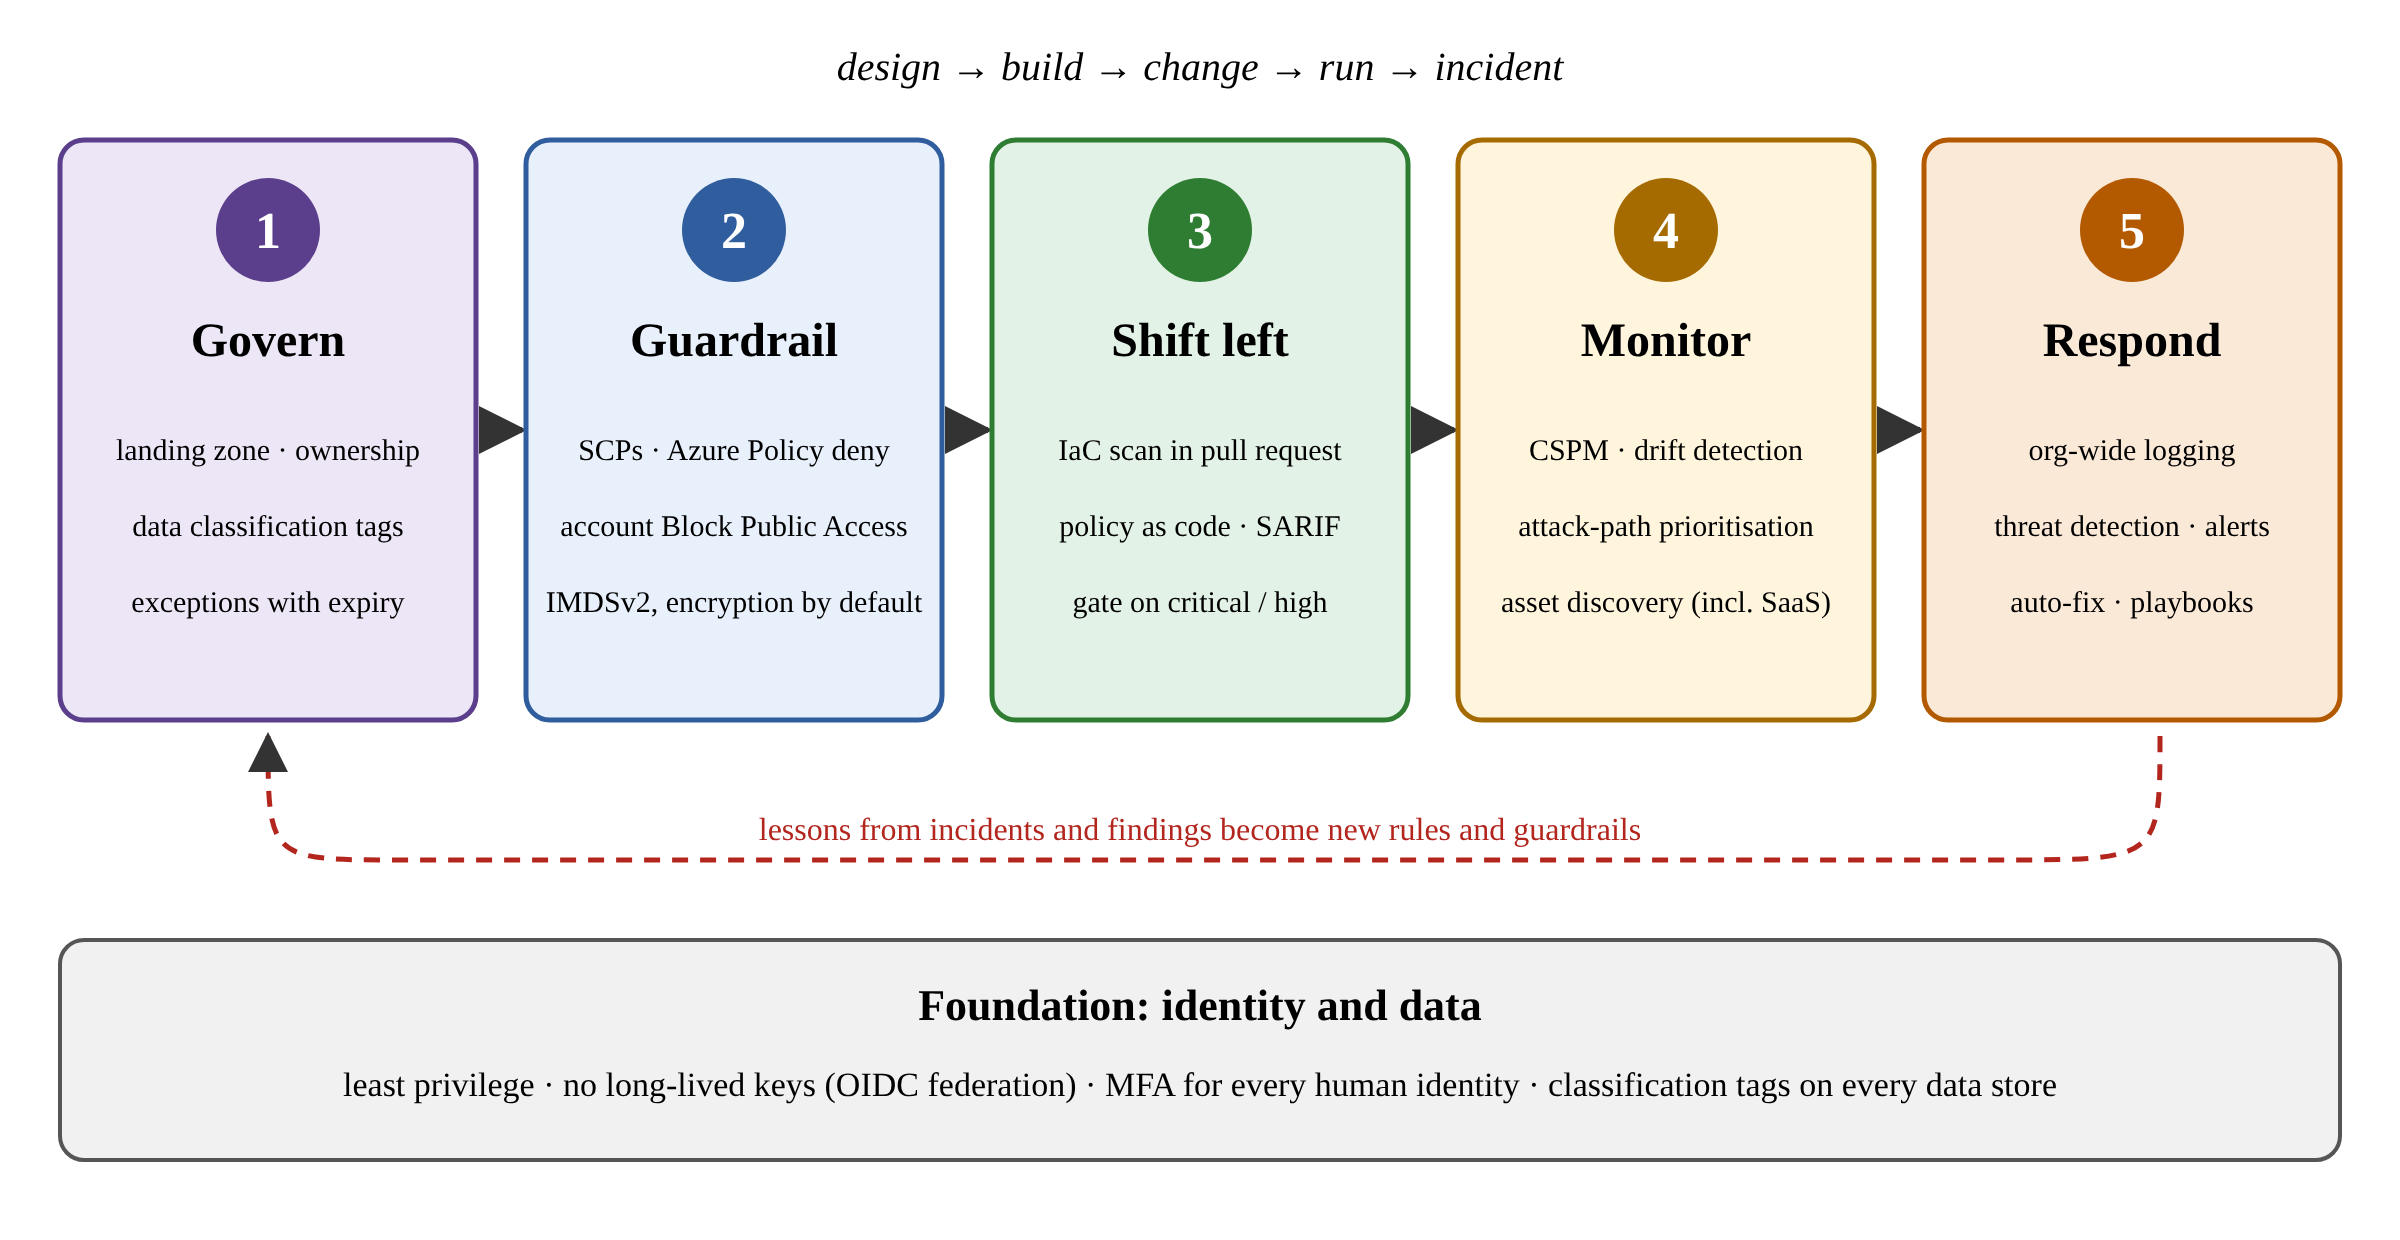 design → build → change → run → incident
1
Govern
landing zone · ownership
data classification tags
exceptions with expiry
2
Guardrail
SCPs · Azure Policy deny
account Block Public Access
IMDSv2, encryption by default
3
Shift left
IaC scan in pull request
policy as code · SARIF
gate on critical / high
4
Monitor
CSPM · drift detection
attack-path prioritisation
asset discovery (incl. SaaS)
5
Respond
org-wide logging
threat detection · alerts
auto-fix · playbooks
lessons from incidents and findings become new rules and guardrails
Foundation: identity and data
least privilege · no long-lived keys (OIDC federation) · MFA for every human identity · classification tags on every data store